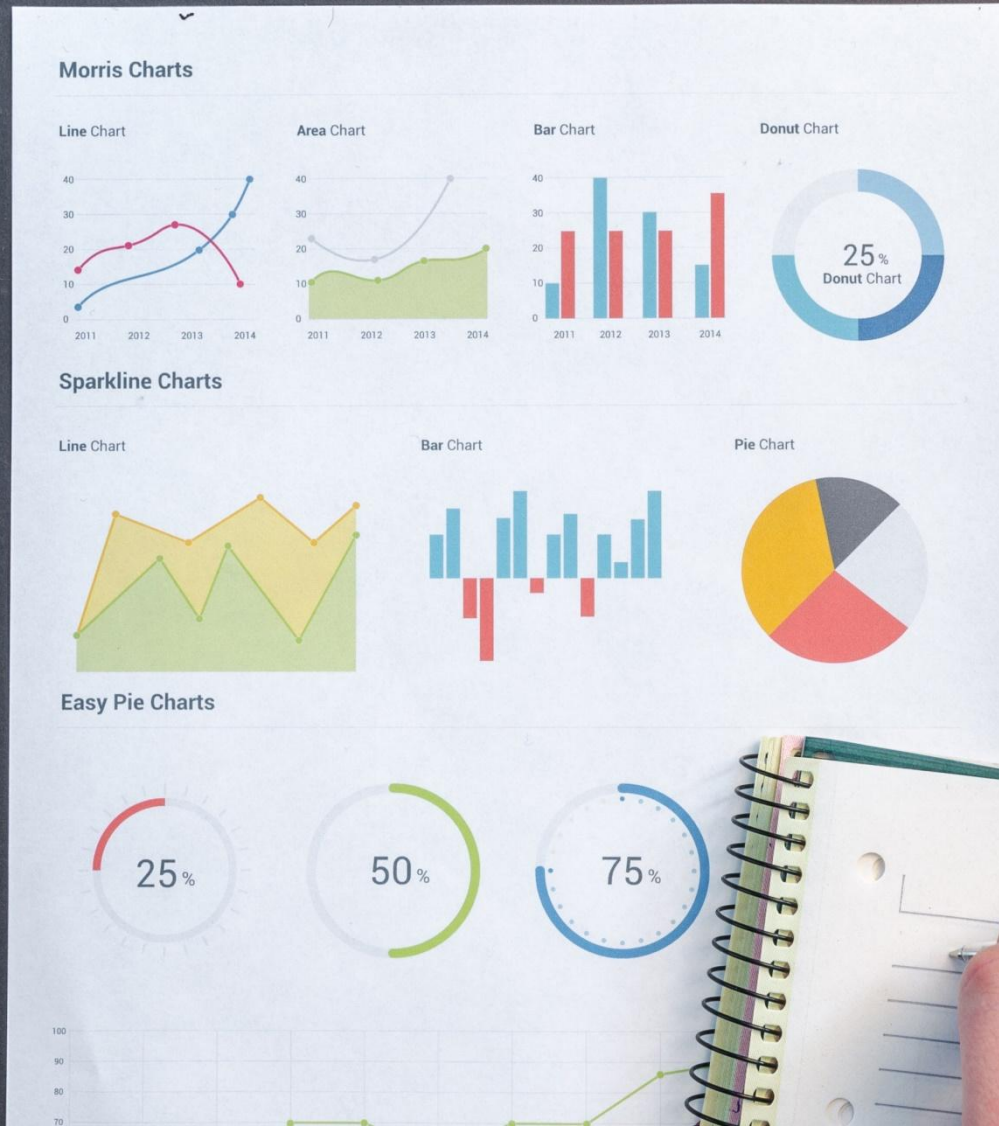 Morris Charts
Line Chart
Area Chart
Bar Chart
Donut Chart
40
30
20
10
0
2011 2012 2013 2014
40
30
20
10
0
2011 2012 2013 2014
40
30
20
10
0
2011 2012 2013 2014
25%
Donut Chart
Sparkline Charts
Line Chart
Bar Chart
Pie Chart
Easy Pie Charts
25%
50%
75%
100
90
80
70